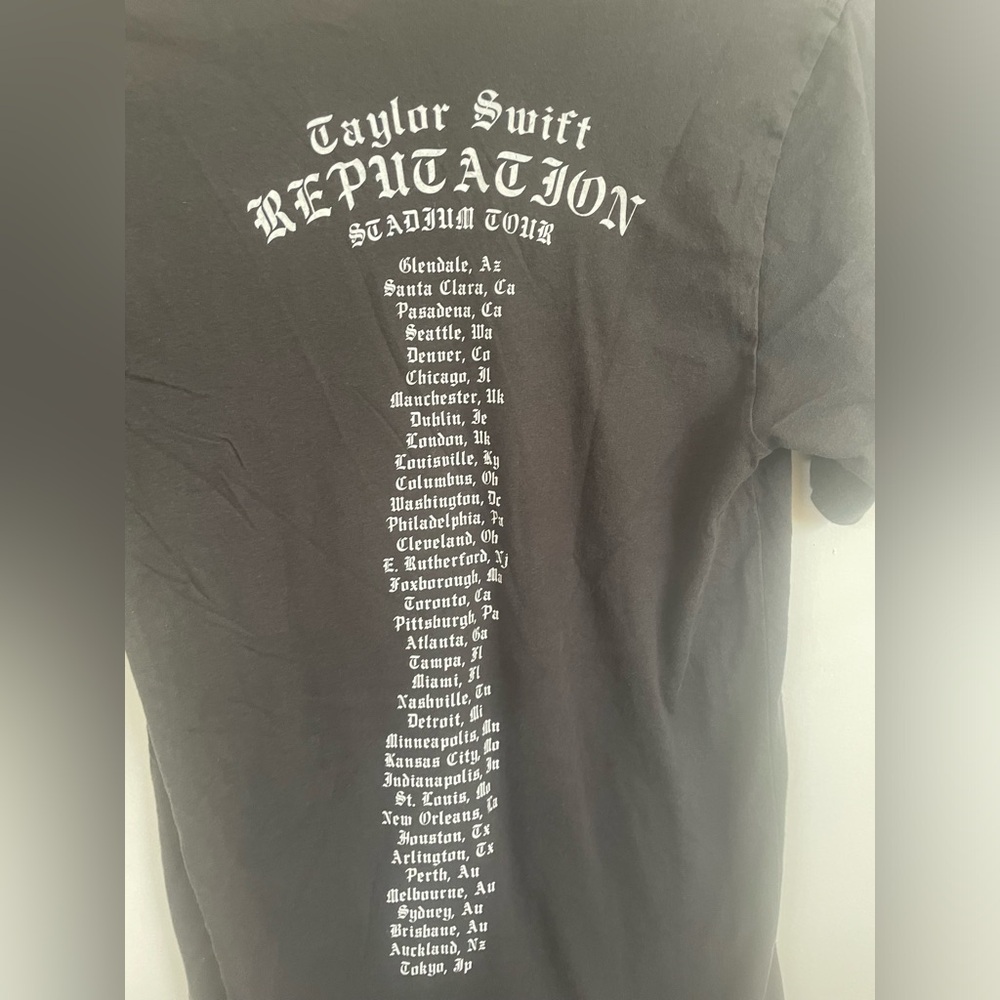 Taylor Swift
REPUTATION
STADIUM TOUR
Glendale, Az
Santa Clara, Ca
Pasadena, Ca
Seattle, Wa
Denver, Co
Chicago, Il
Manchester, Uk
Dublin, Ie
London, Uk
Louisville, Ky
Columbus, Oh
Washington, Dc
Philadelphia, Pa
Cleveland, Oh
E. Rutherford, Nj
Foxborough, Ma
Toronto, Ca
Pittsburgh, Pa
Atlanta, Ga
Tampa, Fl
Miami, Fl
Nashville, Tn
Detroit, Mi
Minneapolis, Mn
Kansas City, Mo
Indianapolis, In
St. Louis, Mo
New Orleans, La
Houston, Tx
Arlington, Tx
Perth, Au
Melbourne, Au
Sydney, Au
Brisbane, Au
Auckland, Nz
Tokyo, Jp